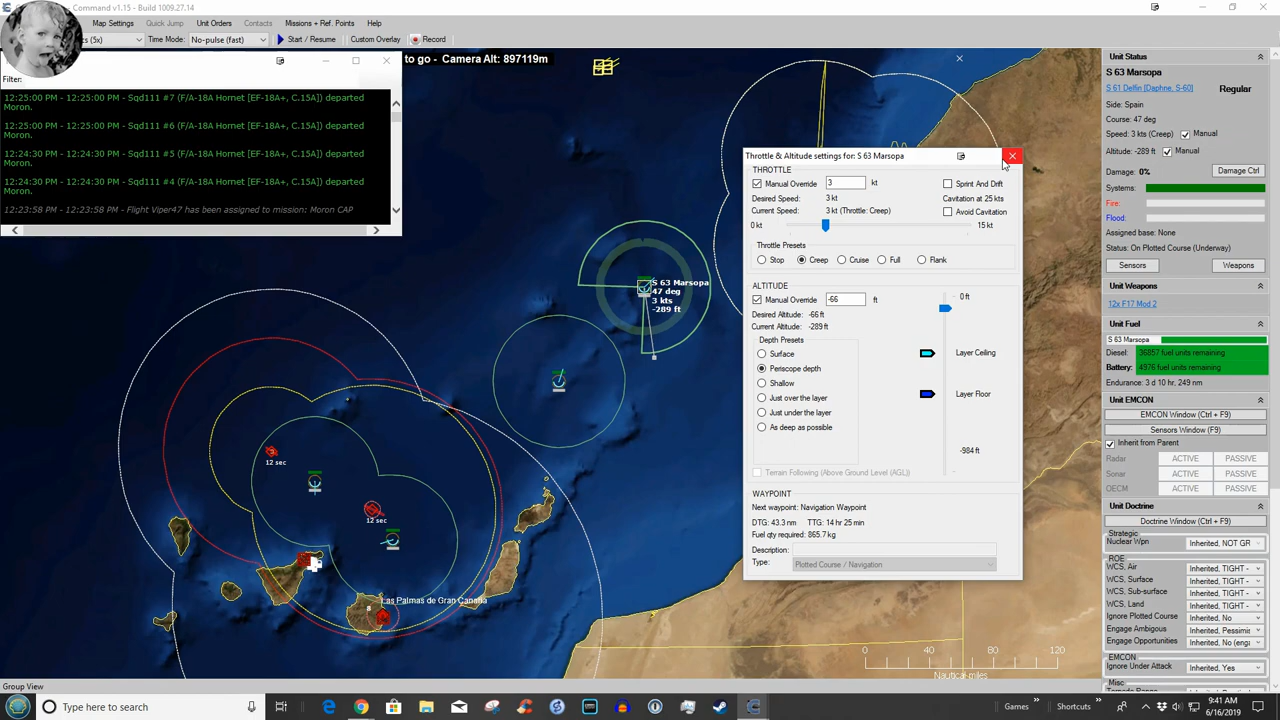 Command v1.15 - Build 1009.27.14
Map Settings Quick Jump Unit Orders Contacts Missions + Ref. Points Help
(5x) Time Mode: No-pulse (fast) Start / Resume Custom Overlay Record
to go - Camera Alt: 897119m
Filter:
12:25:00 PM - 12:25:00 PM - Sqd111 #7 (F/A-18A Hornet [EF-18A+, C.15A]) departed
Moron.
12:25:00 PM - 12:25:00 PM - Sqd111 #6 (F/A-18A Hornet [EF-18A+, C.15A]) departed
Moron.
12:24:30 PM - 12:24:30 PM - Sqd111 #5 (F/A-18A Hornet [EF-18A+, C.15A]) departed
Moron.
12:24:30 PM - 12:24:30 PM - Sqd111 #4 (F/A-18A Hornet [EF-18A+, C.15A]) departed
Moron.
12:23:58 PM - 12:23:58 PM - Flight Viper47 has been assigned to mission: Moron CAP
S 63 Marsopa
47 deg
3 kts
-289 ft
12 sec
12 sec
8
Las Palmas de Gran Canaria
0 40 80 120
Nautical miles
Group View
Throttle & Altitude settings for: S 63 Marsopa
THROTTLE
Manual Override 3 kt Sprint And Drift
Desired Speed: 3 kt Cavitation at 25 kts
Current Speed: 3 kt (Throttle: Creep) Avoid Cavitation
0 kt 15 kt
Throttle Presets
Stop Creep Cruise Full Flank
ALTITUDE
Manual Override -66 ft 0 ft
Desired Altitude: -66 ft
Current Altitude: -289 ft
Depth Presets
Surface Layer Ceiling
Periscope depth
Shallow
Just over the layer Layer Floor
Just under the layer
As deep as possible
-984 ft
Terrain Following (Above Ground Level (AGL))
WAYPOINT
Next waypoint: Navigation Waypoint
DTG: 43.3 nm TTG: 14 hr 25 min
Fuel qty required: 865.7 kg
Description:
Type: Plotted Course / Navigation
Unit Status
S 63 Marsopa
S 61 Delfin [Daphne, S-60] Regular
Side: Spain
Course: 47 deg
Speed: 3 kts (Creep) Manual
Altitude: -289 ft Manual
Damage: 0% Damage Ctrl
Systems:
Fire:
Flood:
Assigned base: None
Status: On Plotted Course (Underway)
Sensors Weapons
Unit Weapons
12x F17 Mod 2
Unit Fuel
S 63 Marsopa
Diesel: 36857 fuel units remaining
Battery: 4976 fuel units remaining
Endurance: 3 d 10 hr, 249 nm
Unit EMCON
EMCON Window (Ctrl + F9)
Sensors Window (F9)
Inherit from Parent
Radar ACTIVE PASSIVE
Sonar ACTIVE PASSIVE
OECM ACTIVE PASSIVE
Unit Doctrine
Doctrine Window (Ctrl + F9)
Strategic
Nuclear Wpn Inherited, NOT GR
ROE
WCS, Air Inherited, TIGHT -
WCS, Surface Inherited, TIGHT -
WCS, Sub-surface Inherited, TIGHT -
WCS, Land Inherited, TIGHT -
Ignore Plotted Course Inherited, No
Engage Ambiguous Inherited, Pessimis
Engage Opportunities Inherited, No (enga
EMCON
Ignore Under Attack Inherited, Yes
Misc
Type here to search
Games Shortcuts 9:41 AM
6/16/2019